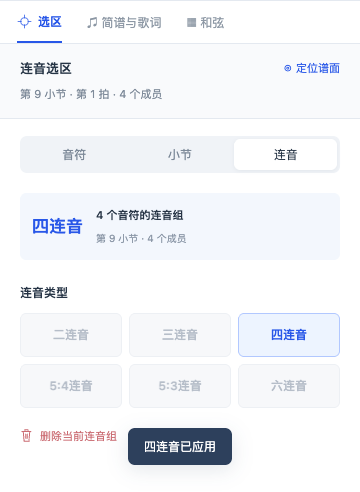 选区 简谱与歌词 和弦
连音选区 定位谱面
第 9 小节 · 第 1 拍 · 4 个成员
音符 小节 连音
四连音 4 个音符的连音组
第 9 小节 · 4 个成员
连音类型
二连音 三连音 四连音
5:4连音 5:3连音 六连音
删除当前连音组 四连音已应用